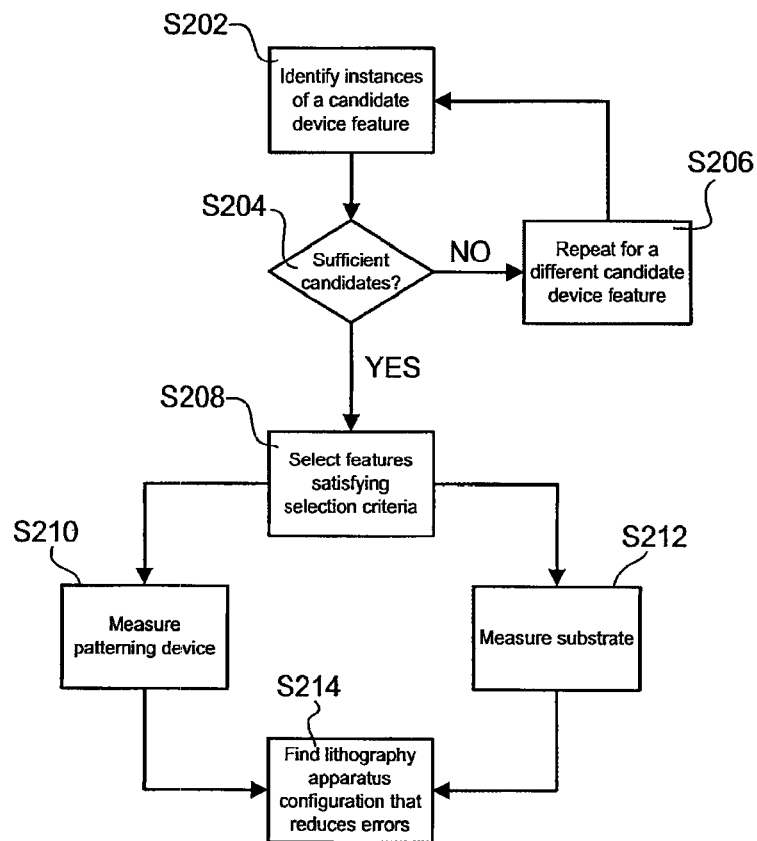 S202
Identify instances
of a candidate
device feature
S206
S204
Sufficient
candidates?
NO
Repeat for a
different candidate
device feature
YES
S208
Select features
satisfying
selection criteria
S210
S212
Measure
patterning device
Measure substrate
S214
Find lithography
apparatus
configuration that
reduces errors